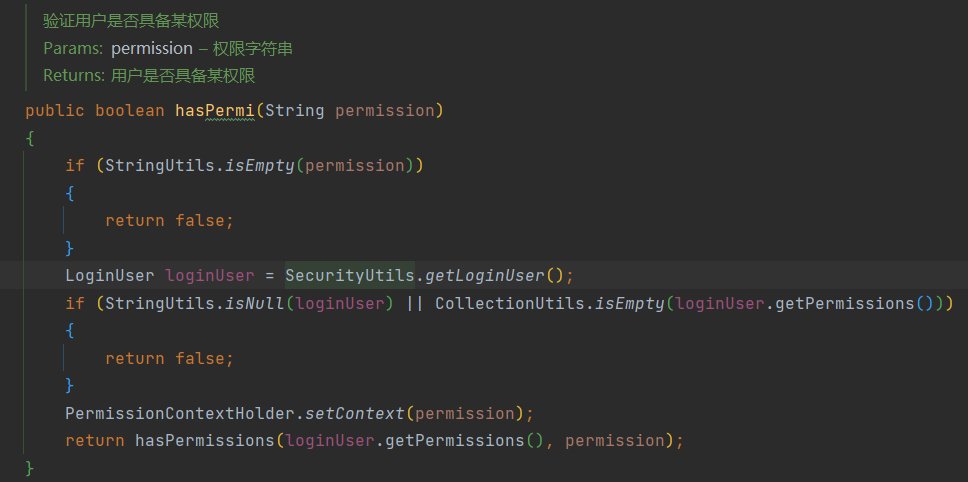 验证用户是否具备某权限
Params: permission – 权限字符串
Returns: 用户是否具备某权限
public boolean hasPermi(String permission)
{
    if (StringUtils.isEmpty(permission))
    {
        return false;
    }
    LoginUser loginUser = SecurityUtils.getLoginUser();
    if (StringUtils.isNull(loginUser) || CollectionUtils.isEmpty(loginUser.getPermissions()))
    {
        return false;
    }
    PermissionContextHolder.setContext(permission);
    return hasPermissions(loginUser.getPermissions(), permission);
}